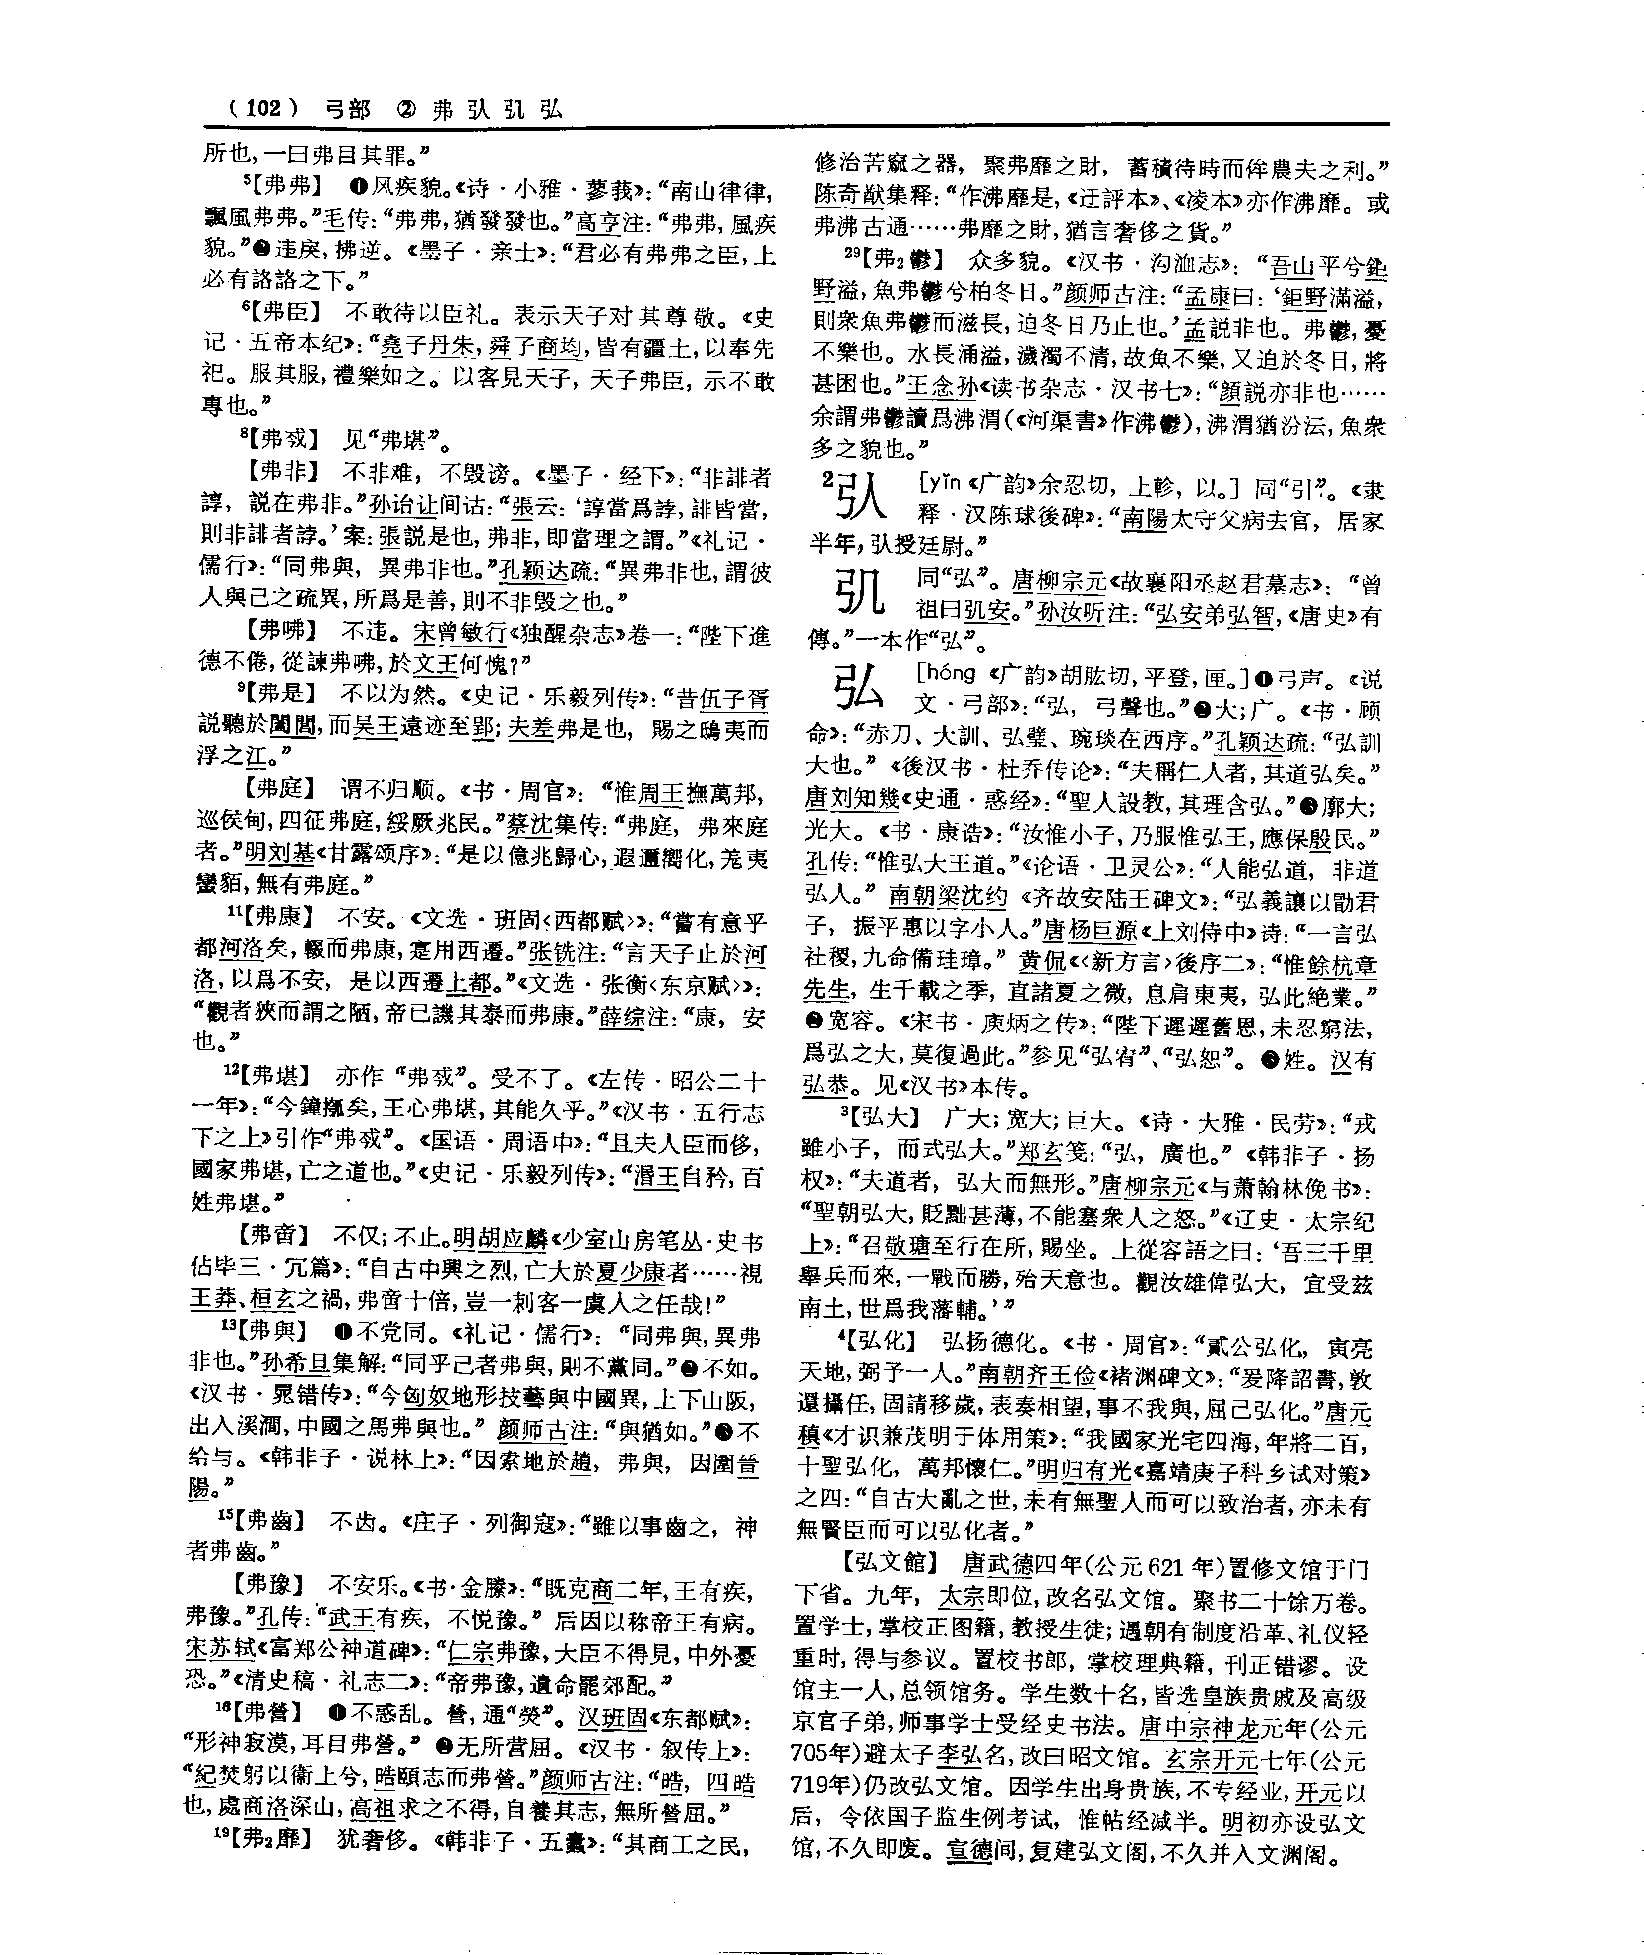 （102） 弓部 ② 弗 弞 弘
所也，一曰弗目其罪。”
⁵【弗弗】 ❶风疾貌。《诗·小雅·蓼莪》：“南山律律，
飄風弗弗。”毛传：“弗弗，猶發發也。”高亨注：“弗弗，風疾
貌。”❷违戾，拂逆。《墨子·亲士》：“君必有弗弗之臣，上
必有詻詻之下。”
⁶【弗臣】 不敢待以臣礼。表示天子对其尊敬。《史
记·五帝本纪》：“堯子丹朱，舜子商均，皆有疆土，以奉先
祀。服其服，禮樂如之。以客見天子，天子弗臣，示不敢
專也。”
⁸【弗𢦟】 见“弗堪”。
【弗非】 不非难，不毁谤。《墨子·经下》：“非誹者
諄，説在弗非。”孙诒让间诂：“張云：‘諄當爲誖，誹皆當，
則非誹者誖。’案：張説是也，弗非，即當理之謂。”《礼记·
儒行》：“同弗與，異弗非也。”孔颖达疏：“異弗非也，謂彼
人與己之疏異，所爲是善，則不非毁之也。”
【弗咈】 不违。宋曾敏行《独醒杂志》卷一：“陛下進
德不倦，從諫弗咈，於文王何愧？”
⁹【弗是】 不以为然。《史记·乐毅列传》：“昔伍子胥
説聽於闔閭，而吴王遠迹至郢；夫差弗是也，賜之鴟夷而
浮之江。”
【弗庭】 谓不归顺。《书·周官》：“惟周王撫萬邦，
巡侯甸，四征弗庭，綏厥兆民。”蔡沈集传：“弗庭，弗來庭
者。”明刘基《甘露颂序》：“是以億兆歸心，遐邇嚮化，羌夷
蠻貊，無有弗庭。”
¹¹【弗康】 不安。《文选·班固〈西都赋〉》：“嘗有意乎
都河洛矣，輟而弗康，寔用西遷。”张铣注：“言天子止於河
洛，以爲不安，是以西遷上都。”《文选·张衡〈东京赋〉》：
“觀者狹而謂之陋，帝已譏其泰而弗康。”薛综注：“康，安
也。”
¹²【弗堪】 亦作“弗𢦟”。受不了。《左传·昭公二十
一年》：“今鐘摦矣，王心弗堪，其能久乎。”《汉书·五行志
下之上》引作“弗𢦟”。《国语·周语中》：“且夫人臣而侈，
國家弗堪，亡之道也。”《史记·乐毅列传》：“湣王自矜，百
姓弗堪。”
【弗啻】 不仅；不止。明胡应麟《少室山房笔丛·史书
佔毕三·冗篇》：“自古中興之烈，亡大於夏少康者……視
王莽、桓玄之禍，弗啻十倍，豈一刺客一虞人之任哉！”
¹³【弗與】 ❶不党同。《礼记·儒行》：“同弗與，異弗
非也。”孙希旦集解：“同乎己者弗與，則不黨同。”❷不如。
《汉书·晁错传》：“今匈奴地形技藝與中國異，上下山阪，
出入溪澗，中國之馬弗與也。”颜师古注：“與猶如。”❸不
给与。《韩非子·说林上》：“因索地於趙，弗與，因圍晉
陽。”
¹⁵【弗齒】 不齿。《庄子·列御寇》：“雖以事齒之，神
者弗齒。”
【弗豫】 不安乐。《书·金縢》：“既克商二年，王有疾，
弗豫。”孔传：“武王有疾，不悦豫。”后因以称帝王有病。
宋苏轼《富郑公神道碑》：“仁宗弗豫，大臣不得見，中外憂
恐。”《清史稿·礼志二》：“帝弗豫，遺命罷郊配。”
¹⁶【弗營】 ❶不惑乱。營，通“熒”。汉班固《东都赋》：
“形神寂漠，耳目弗營。”❷无所营屈。《汉书·叙传上》：
“紀焚躬以衛上兮，晧頤志而弗營。”颜师古注：“晧，四晧
也，處商洛深山，高祖求之不得，自養其志，無所營屈。”
¹⁹【弗₂靡】 犹奢侈。《韩非子·五蠹》：“其商工之民，
修治苦窳之器，聚弗靡之財，蓄積待時而侔農夫之利。”
陈奇猷集释：“作沸靡是，《迂評本》、《凌本》亦作沸靡。或
弗沸古通……弗靡之財，猶言奢侈之貨。”
²⁹【弗₂鬱】 众多貌。《汉书·沟洫志》：“吾山平兮鉅
野溢，魚弗鬱兮柏冬日。”颜师古注：“孟康曰：‘鉅野滿溢，
則衆魚弗鬱而滋長，迫冬日乃止也。’孟説非也。弗鬱，憂
不樂也。水長涌溢，濊濁不清，故魚不樂，又迫於冬日，將
甚困也。”王念孙《读书杂志·汉书七》：“顔説亦非也……
余謂弗鬱讀爲沸渭（《河渠書》作沸鬱），沸渭猶汾沄，魚衆
多之貌也。”
²弞 [yǐn《广韵》余忍切，上軫，以。] 同“引”。《隶
释·汉陈球後碑》：“南陽太守父病去官，居家
半年，弞授廷尉。”
同“弘”。唐柳宗元《故襄阳丞赵君墓志》：“曾
祖曰弘安。”孙汝听注：“弘安弟弘智，《唐史》有
傳。”一本作“弘”。
弘 [hóng《广韵》胡肱切，平登，匣。]❶弓声。《说
文·弓部》：“弘，弓聲也。”❷大；广。《书·顾
命》：“赤刀、大訓、弘璧、琬琰在西序。”孔颖达疏：“弘訓
大也。”《後汉书·杜乔传论》：“夫稱仁人者，其道弘矣。”
唐刘知幾《史通·惑经》：“聖人設教，其理含弘。”❸廓大；
光大。《书·康诰》：“汝惟小子，乃服惟弘王，應保殷民。”
孔传：“惟弘大王道。”《论语·卫灵公》：“人能弘道，非道
弘人。”南朝梁沈约《齐故安陆王碑文》：“弘義讓以勖君
子，振平惠以字小人。”唐杨巨源《上刘侍中》诗：“一言弘
社稷，九命備珪璋。”黄侃《〈新方言〉後序二》：“惟餘杭章
先生，生千載之季，直諸夏之微，息肩東夷，弘此絶業。”
❹宽容。《宋书·庾炳之传》：“陛下遲遲舊恩，未忍窮法，
爲弘之大，莫復過此。”参见“弘宥”、“弘恕”。❺姓。汉有
弘恭。见《汉书》本传。
³【弘大】 广大；宽大；巨大。《诗·大雅·民劳》：“戎
雖小子，而式弘大。”郑玄笺：“弘，廣也。”《韩非子·扬
权》：“夫道者，弘大而無形。”唐柳宗元《与萧翰林俛书》：
“聖朝弘大，貶黜甚薄，不能塞衆人之怒。”《辽史·太宗纪
上》：“召敬瑭至行在所，賜坐。上從容語之曰：‘吾三千里
舉兵而來，一戰而勝，殆天意也。觀汝雄偉弘大，宜受兹
南土，世爲我藩輔。’”
⁴【弘化】 弘扬德化。《书·周官》：“貳公弘化，寅亮
天地，弼予一人。”南朝齐王俭《褚渊碑文》：“爰降詔書，敦
還攝任，固請移歲，表奏相望，事不我與，屈己弘化。”唐元
稹《才识兼茂明于体用策》：“我國家光宅四海，年將二百，
十聖弘化，萬邦懷仁。”明归有光《嘉靖庚子科乡试对策》
之四：“自古大亂之世，未有無聖人而可以致治者，亦未有
無賢臣而可以弘化者。”
【弘文館】 唐武德四年（公元621年）置修文馆于门
下省。九年，太宗即位，改名弘文馆。聚书二十馀万卷。
置学士，掌校正图籍，教授生徒；遇朝有制度沿革、礼仪轻
重时，得与参议。置校书郎，掌校理典籍，刊正错谬。设
馆主一人，总领馆务。学生数十名，皆选皇族贵戚及高级
京官子弟，师事学士受经史书法。唐中宗神龙元年（公元
705年）避太子李弘名，改曰昭文馆。玄宗开元七年（公元
719年）仍改弘文馆。因学生出身贵族，不专经业，开元以
后，令依国子监生例考试，惟帖经减半。明初亦设弘文
馆，不久即废。宣德间，复建弘文阁，不久并入文渊阁。